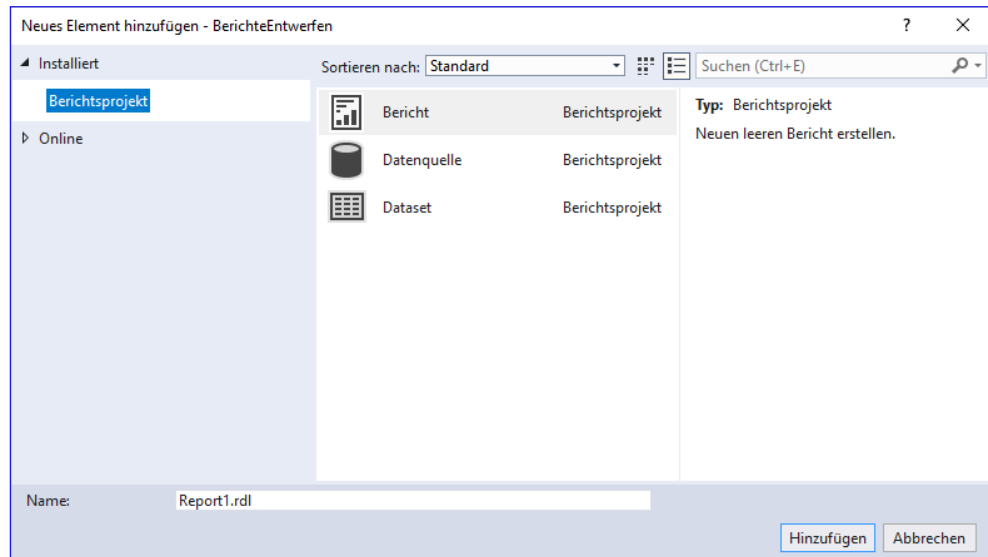 Neues Element hinzufügen - BerichteEntwerfen
?
Installiert
Berichtsprojekt
Online
Sortieren nach: Standard
Suchen (Ctrl+E)
Bericht Berichtsprojekt
Datenquelle Berichtsprojekt
Dataset Berichtsprojekt
Typ: Berichtsprojekt
Neuen leeren Bericht erstellen.
Name: Report1.rdl
Hinzufügen Abbrechen